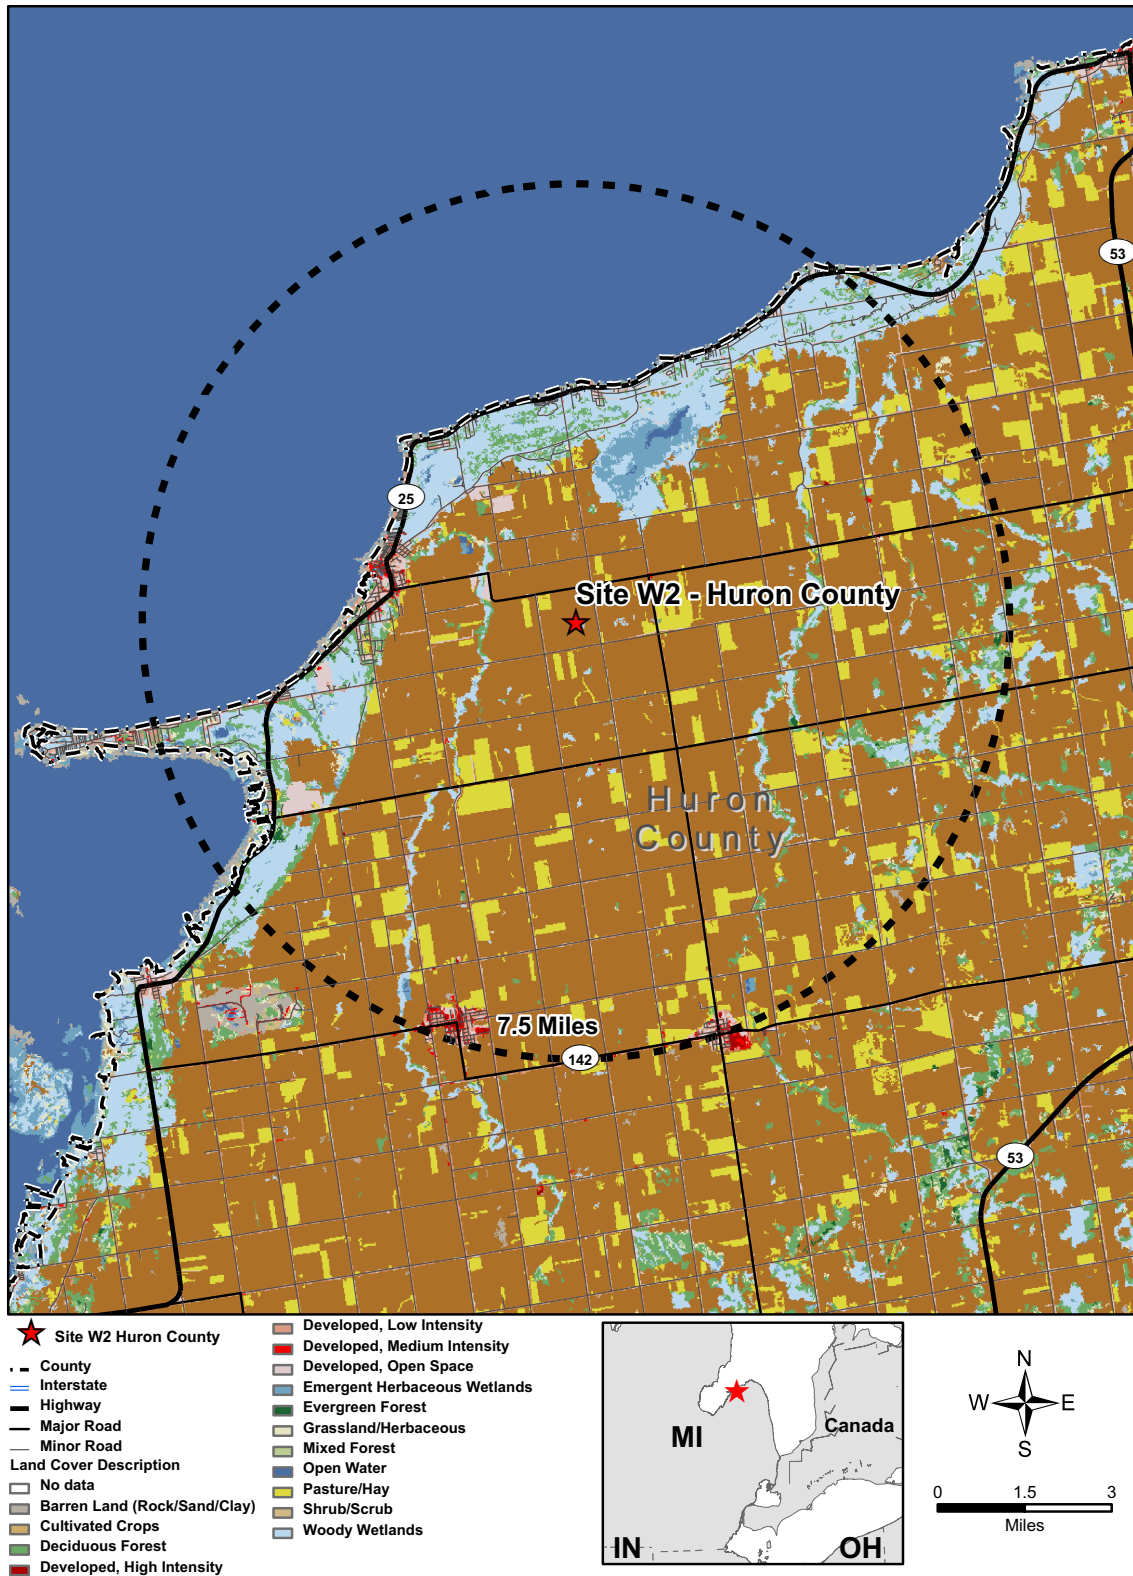 53
25
Site W2 - Huron County
Huron
County
7.5 Miles
142
53
Site W2 Huron County
County
Interstate
Highway
Major Road
Minor Road
Land Cover Description
No data
Barren Land (Rock/Sand/Clay)
Cultivated Crops
Deciduous Forest
Developed, High Intensity
Developed, Low Intensity
Developed, Medium Intensity
Developed, Open Space
Emergent Herbaceous Wetlands
Evergreen Forest
Grassland/Herbaceous
Mixed Forest
Open Water
Pasture/Hay
Shrub/Scrub
Woody Wetlands
MI
Canada
IN
OH
N
W
E
S
0 1.5 3
Miles